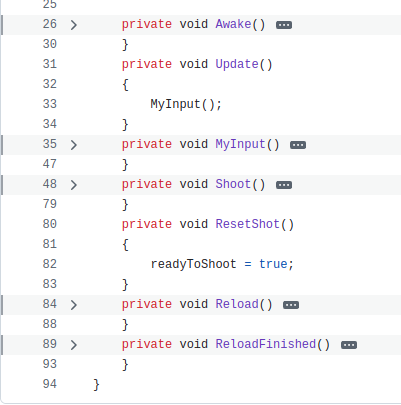 25
26 > private void Awake() ...
30 }
31 private void Update()
32 {
33 MyInput();
34 }
35 > private void MyInput() ...
47 }
48 > private void Shoot() ...
79 }
80 private void ResetShot()
81 {
82 readyToShoot = true;
83 }
84 > private void Reload() ...
88 }
89 > private void ReloadFinished() ...
93 }
94 }